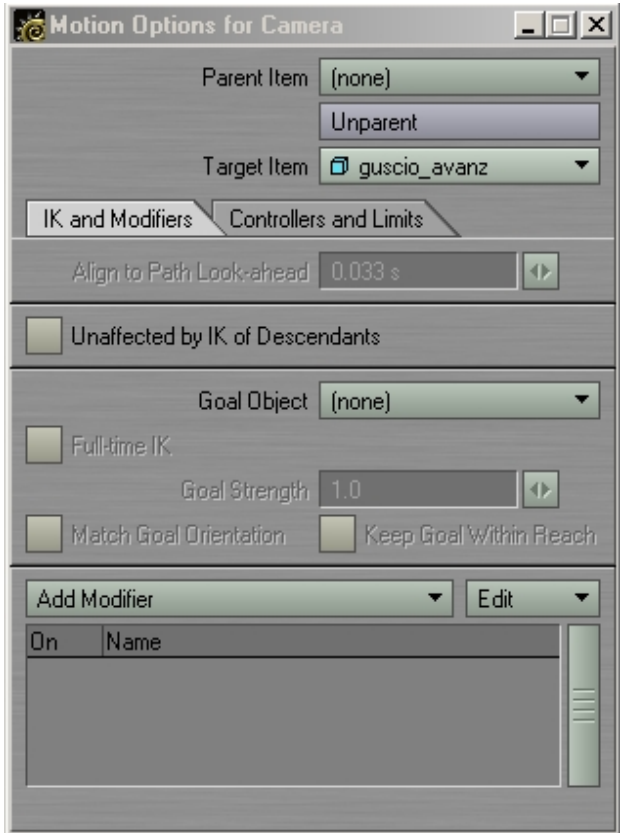 Motion Options for Camera
Parent Item (none)
Unparent
Target Item guscio_avanz
IK and Modifiers Controllers and Limits
Align to Path Look-ahead 0.033 s
Unaffected by IK of Descendants
Goal Object (none)
Full-time IK
Goal Strength 1.0
Match Goal Orientation Keep Goal Within Reach
Add Modifier Edit
On Name